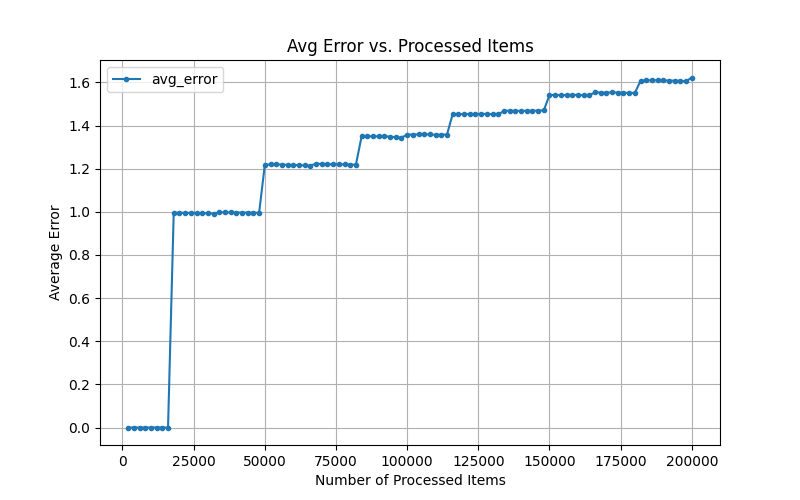 Avg Error vs. Processed Items
avg_error
1.6
1.4
1.2
1.0
0.8
0.6
0.4
0.2
0.0
Average Error
0 25000 50000 75000 100000 125000 150000 175000 200000
Number of Processed Items